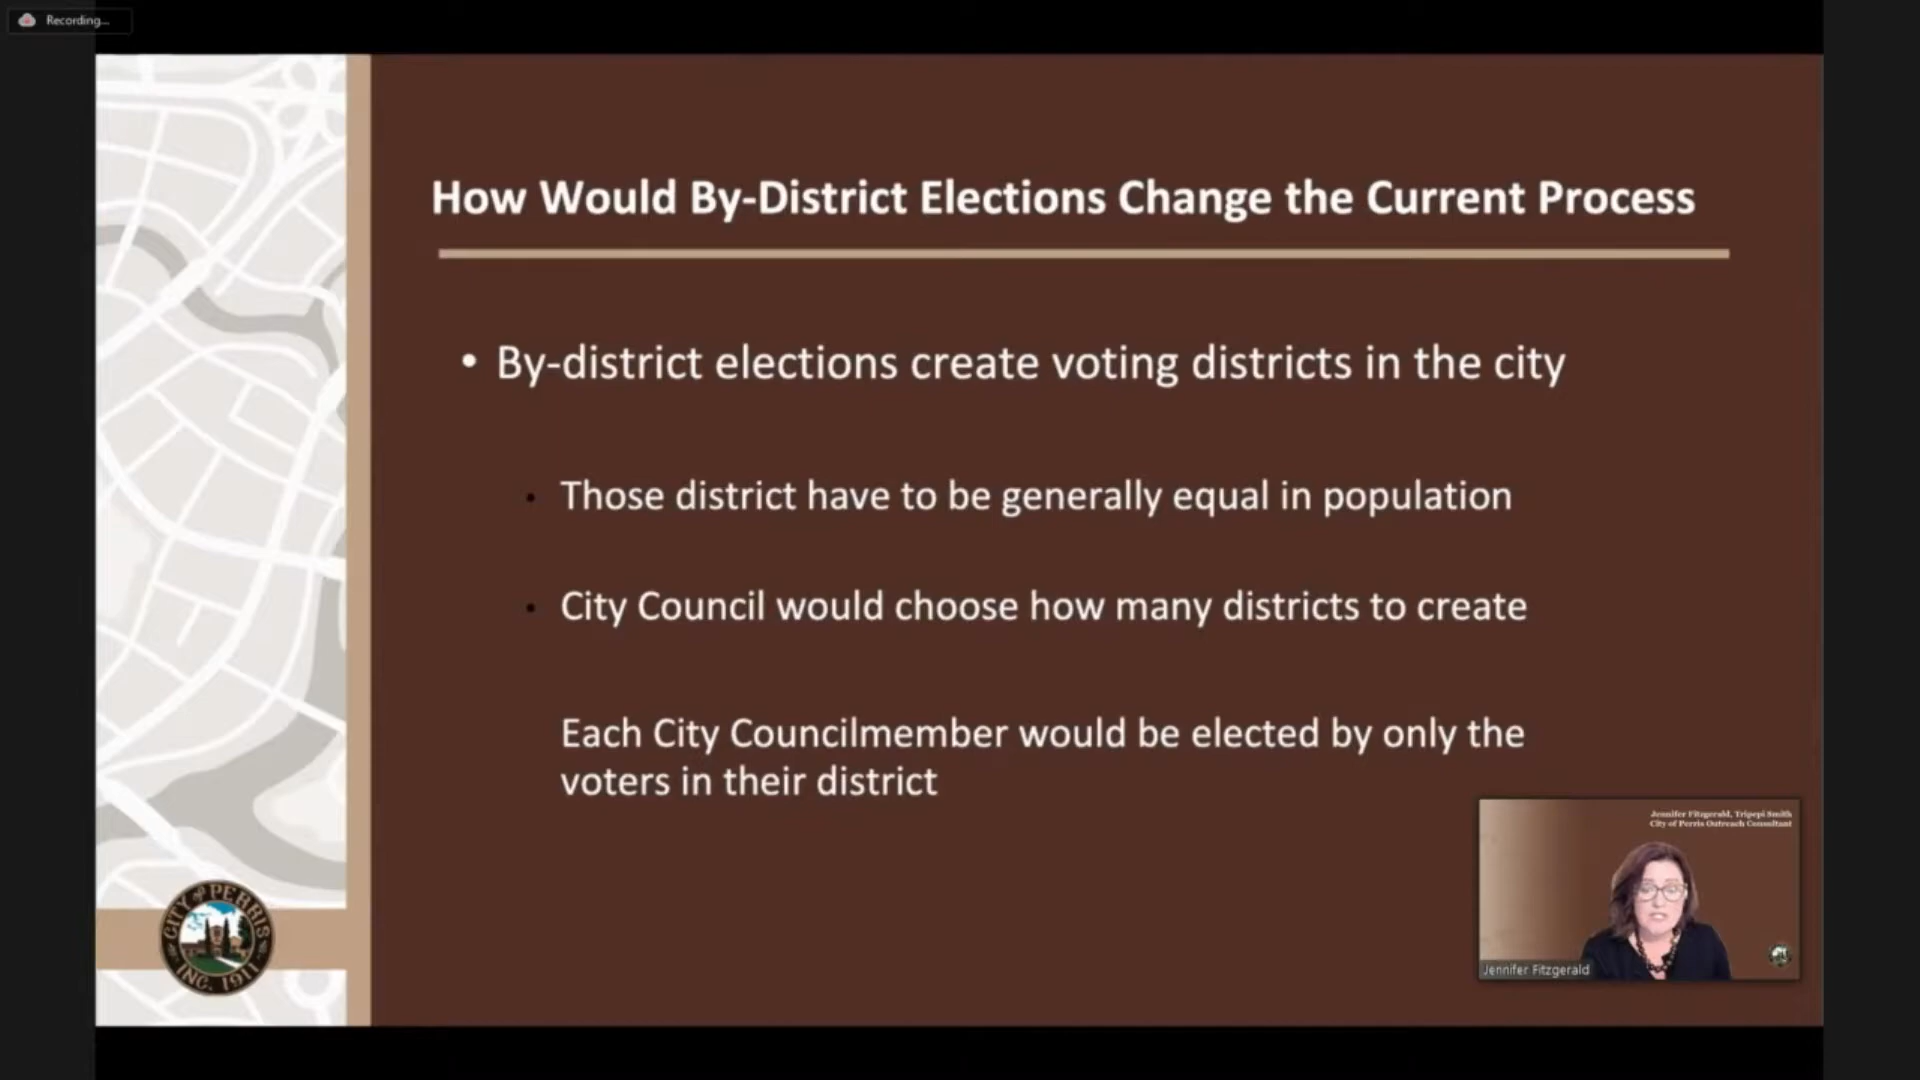 Recording...
How Would By-District Elections Change the Current Process
• By-district elections create voting districts in the city
• Those district have to be generally equal in population
• City Council would choose how many districts to create
Each City Councilmember would be elected by only the
voters in their district
Jennifer Fitzgerald, Tripepi Smith
City of Perris Outreach Consultant
Jennifer Fitzgerald
CITY OF PERRIS
INC. 1911